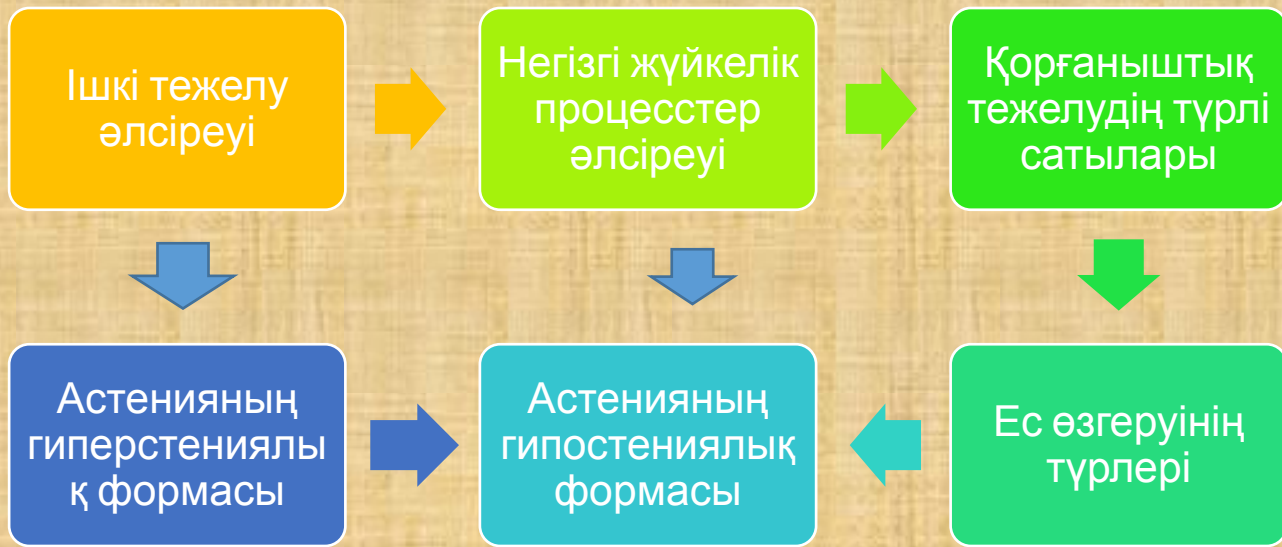 Ішкі тежелу
әлсіреуі
Негізгі жүйкелік
процесстер
әлсіреуі
Қорғаныштық
тежелудің түрлі
сатылары
Астенияның
гиперстениялы
қ формасы
Астенияның
гипостениялық
формасы
Ес өзгеруінің
түрлері